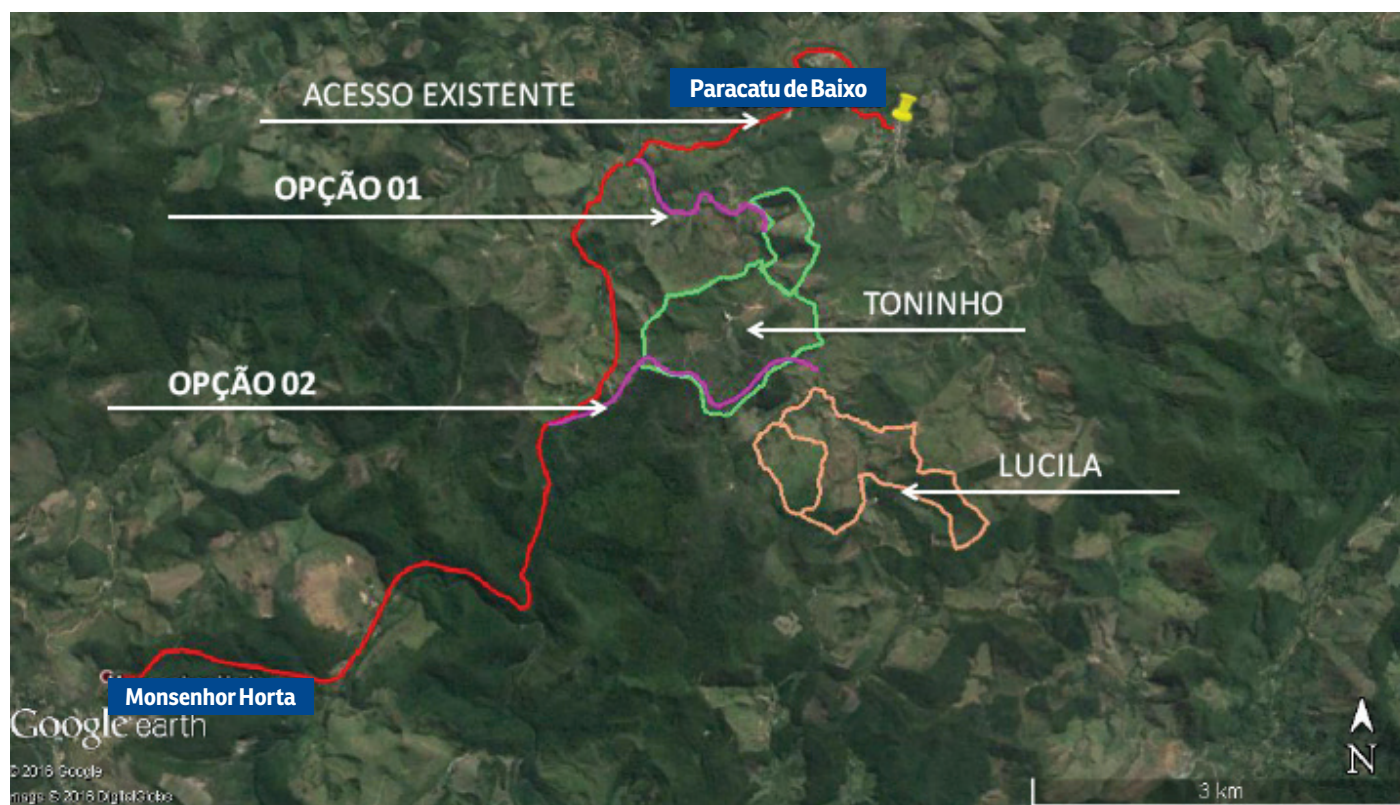 Paracatu de Baixo
ACESSO EXISTENTE
OPÇÃO 01
TONINHO
OPÇÃO 02
LUCILA
Monsenhor Horta
Google earth
N
© 2016 Google
© 2016 DigitalGlobe
3 km